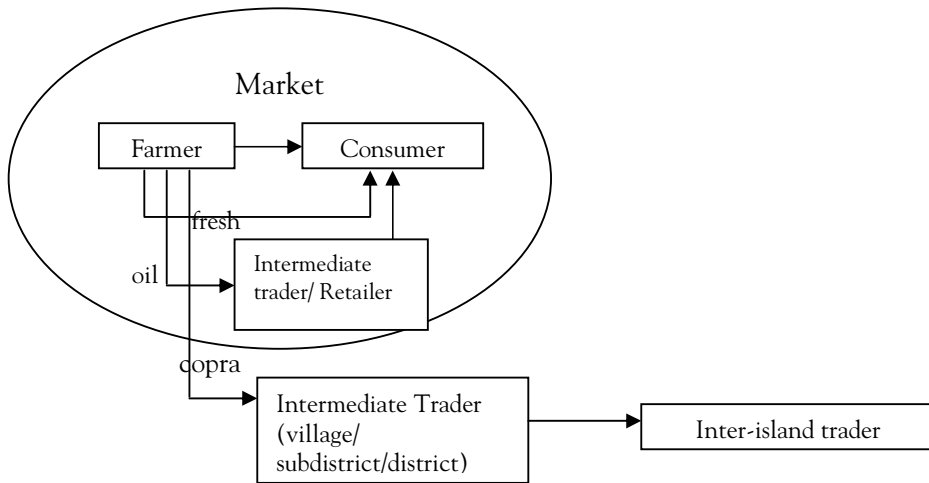 Market
Farmer
Consumer
fresh
Intermediate
trader/ Retailer
oil
copra
Intermediate Trader
(village/
subdistrict/district)
Inter-island trader